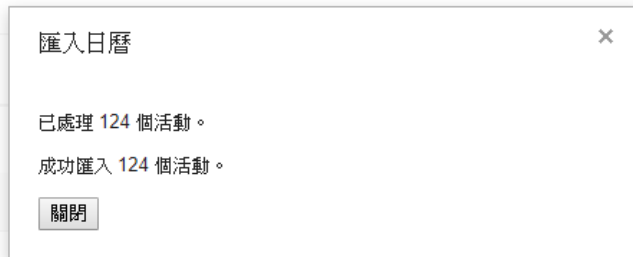 匯入日曆
已處理 124 個活動。
成功匯入 124 個活動。
關閉